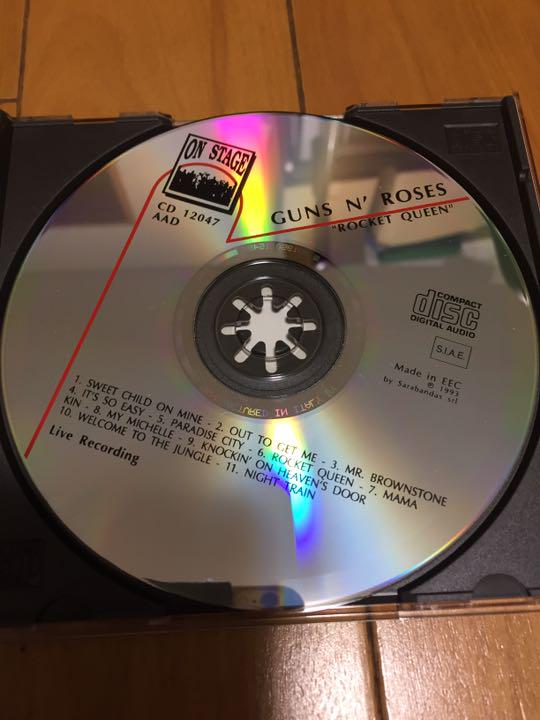 ON STAGE
CD 12047
AAD
GUNS N' ROSES
"ROCKET QUEEN"
COMPACT
disc
DIGITAL AUDIO
S.I.A.E.
Made in EEC
℗ 1993
by Sarabandas srl
1. SWEET CHILD ON MINE - 2. OUT TO GET ME - 3. MR. BROWNSTONE
4. IT'S SO EASY - 5. PARADISE CITY - 6. ROCKET QUEEN - 7. MAMA
KIN - 8. MY MICHELLE - 9. KNOCKIN' ON HEAVEN'S DOOR
10. WELCOME TO THE JUNGLE - 11. NIGHT TRAIN
Live Recording